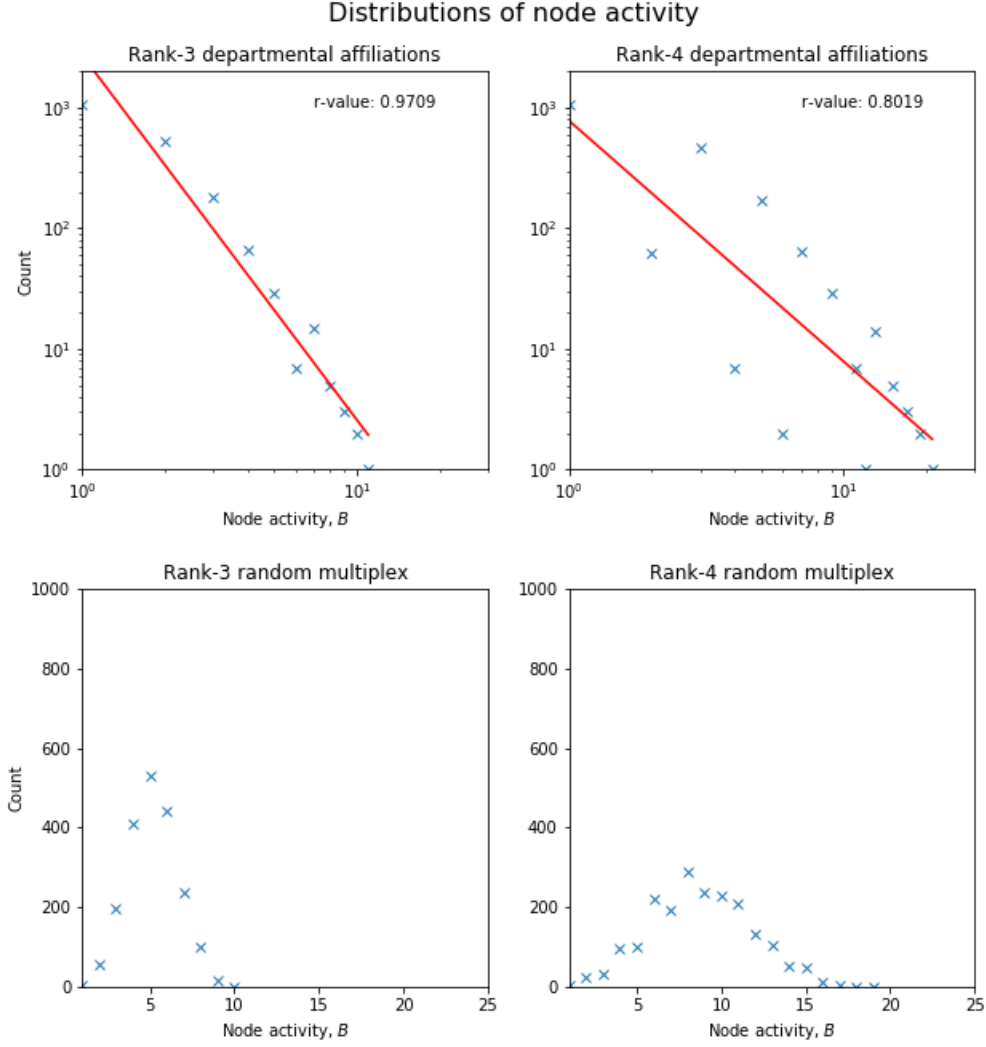 Distributions of node activity
Rank-3 departmental affiliations
r-value: 0.9709
10³
10²
10¹
10⁰
Count
10⁰ 10¹
Node activity, B
Rank-4 departmental affiliations
r-value: 0.8019
10³
10²
10¹
10⁰
10⁰ 10¹
Node activity, B
Rank-3 random multiplex
1000
800
600
400
200
0
Count
5 10 15 20 25
Node activity, B
Rank-4 random multiplex
1000
800
600
400
200
0
5 10 15 20 25
Node activity, B